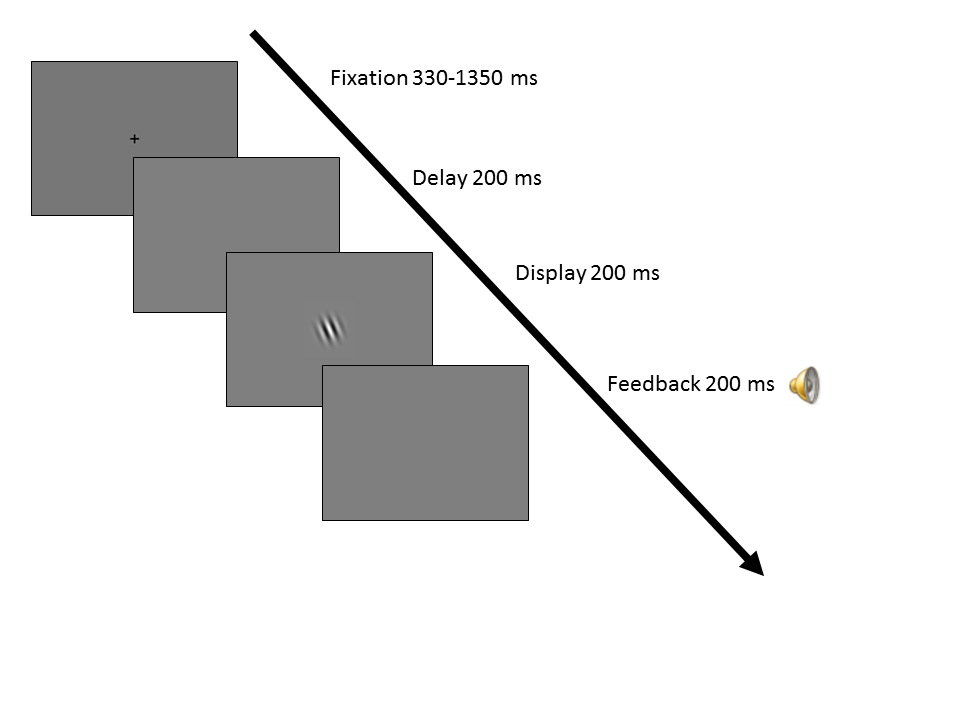 Fixation 330-1350 ms
+
Delay 200 ms
Display 200 ms
Feedback 200 ms